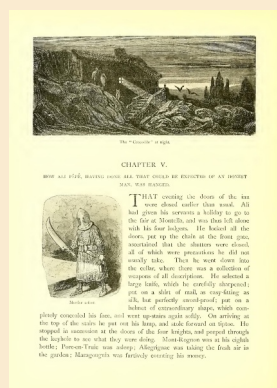 The "Crocodile" at night.
CHAPTER V.
HOW ALI PÉPÉ, HAVING DONE ALL THAT COULD BE EXPECTED OF AN HONEST
MAN, WAS HANGED.
THAT evening the doors of the inn
were closed earlier than usual. Ali
had given his servants a holiday to go to
the fair at Montella, and was thus left alone
with his four lodgers. He locked all the
doors, put up the chain at the front gate,
ascertained that the shutters were closed,
all of which were precautions he did not
usually take. Then he went down into
the cellar, where there was a collection of
weapons of all descriptions. He selected a
large knife, which he carefully sharpened;
put on a shirt of mail, as easy-fitting as
silk, but perfectly sword-proof; put on a
helmet of extraordinary shape, which com-
pletely concealed his face, and went up-stairs again softly. On arriving at
the top of the stairs he put out his lamp, and stole forward on tiptoe. He
stopped in succession at the doors of the four knights, and peeped through
the keyhole to see what they were doing. Mont-Rognon was at his eighth
bottle; Porc-en-Truie was asleep; Allegrignac was taking the fresh air in
the garden; Maragougnia was furtively counting his money.